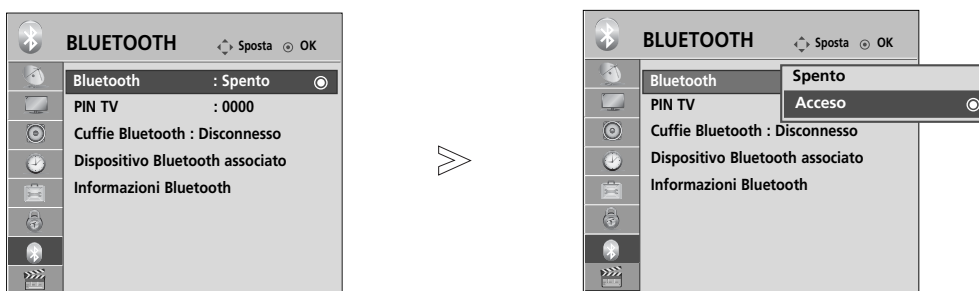 BLUETOOTH Sposta OK
Bluetooth : Spento
PIN TV : 0000
Cuffie Bluetooth : Disconnesso
Dispositivo Bluetooth associato
Informazioni Bluetooth
BLUETOOTH Sposta OK
Bluetooth Spento
PIN TV Acceso
Cuffie Bluetooth : Disconnesso
Dispositivo Bluetooth associato
Informazioni Bluetooth